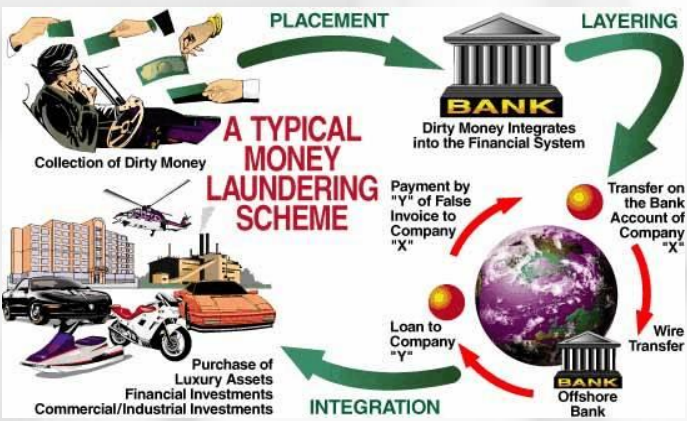 PLACEMENT
LAYERING
BANK
Dirty Money Integrates
into the Financial System
Collection of Dirty Money
A TYPICAL
MONEY
LAUNDERING
SCHEME
Payment by
"Y" of False
Invoice to
Company
"X"
Transfer on
the Bank
Account of
Company
"X"
Loan to
Company
"Y"
Wire
Transfer
BANK
Offshore
Bank
Purchase of
Luxury Assets
Financial Investments
Commercial/Industrial Investments
INTEGRATION